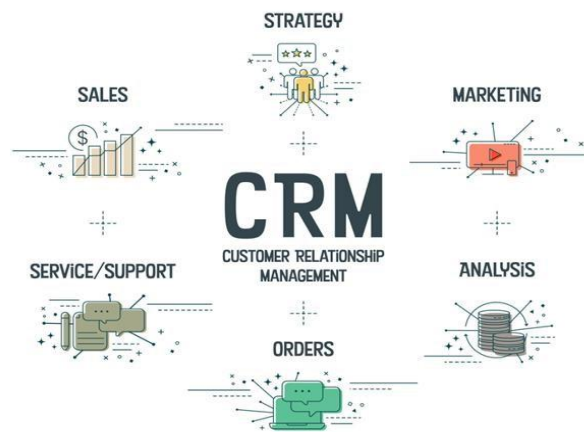 STRATEGY
SALES
MARKETING
$
CRM
CUSTOMER RELATIONSHIP
MANAGEMENT
SERVICE/SUPPORT
ANALYSIS
ORDERS